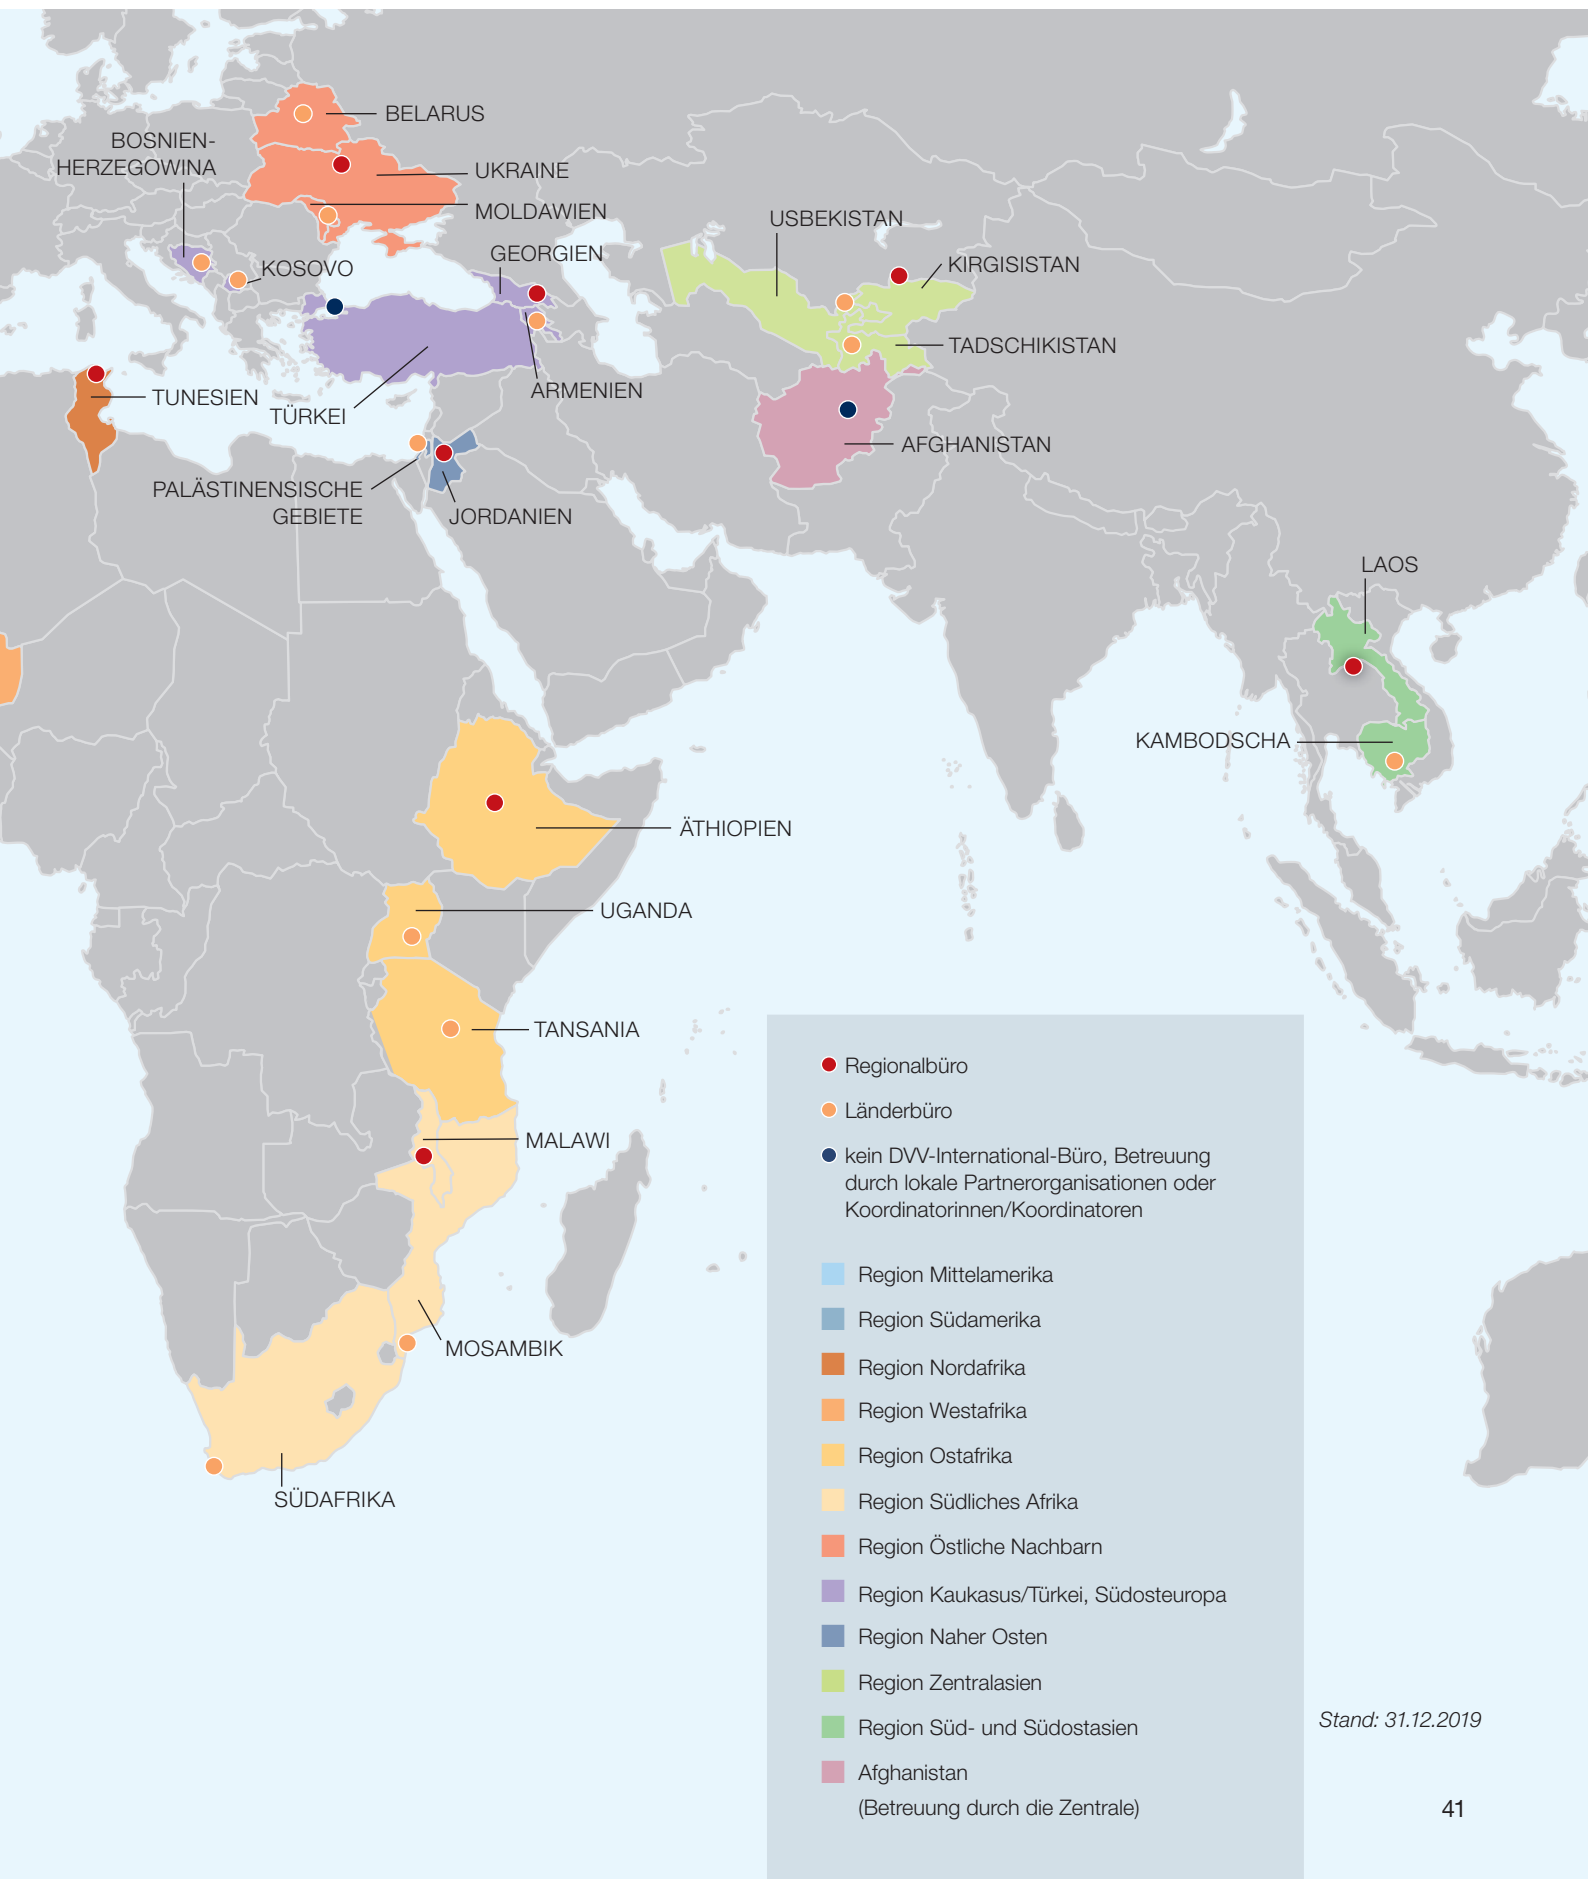 BELARUS
BOSNIEN-
HERZEGOWINA
UKRAINE
MOLDAWIEN
USBEKISTAN
GEORGIEN
KOSOVO
KIRGISISTAN
TADSCHIKISTAN
ARMENIEN
TUNESIEN
TÜRKEI
AFGHANISTAN
PALÄSTINENSISCHE
GEBIETE
JORDANIEN
LAOS
KAMBODSCHA
ÄTHIOPIEN
UGANDA
TANSANIA
MALAWI
MOSAMBIK
SÜDAFRIKA
Regionalbüro
Länderbüro
kein DVV-International-Büro, Betreuung
durch lokale Partnerorganisationen oder
Koordinatorinnen/Koordinatoren
Region Mittelamerika
Region Südamerika
Region Nordafrika
Region Westafrika
Region Ostafrika
Region Südliches Afrika
Region Östliche Nachbarn
Region Kaukasus/Türkei, Südosteuropa
Region Naher Osten
Region Zentralasien
Region Süd- und Südostasien
Afghanistan
(Betreuung durch die Zentrale)
Stand: 31.12.2019
41